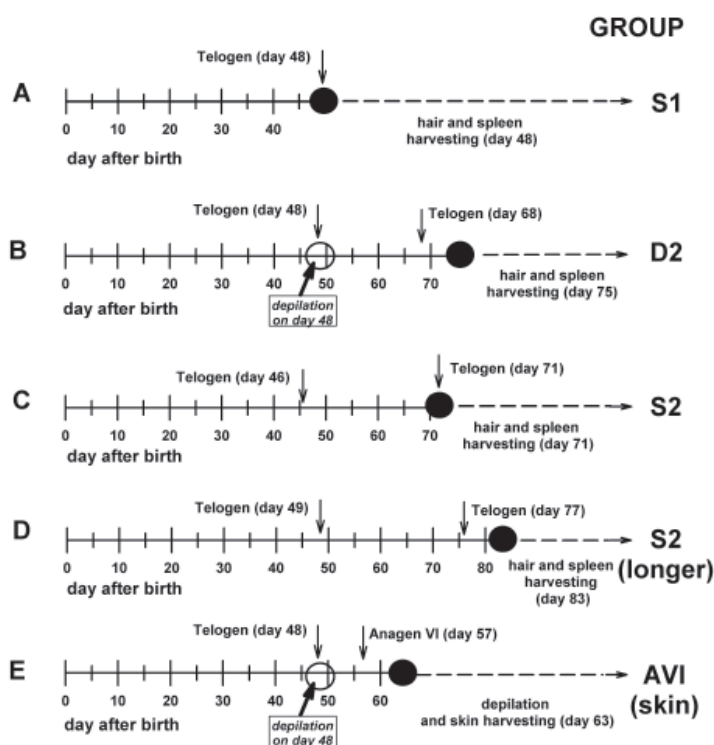 GROUP
Telogen (day 48)
A
S1
0 10 20 30 40
hair and spleen
harvesting (day 48)
day after birth
Telogen (day 48)
Telogen (day 68)
B
D2
0 10 20 30 40 70
hair and spleen
harvesting (day 75)
depilation
on day 48
day after birth
Telogen (day 46)
Telogen (day 71)
C
S2
0 10 20 30 40 50 60 70
hair and spleen
harvesting (day 71)
day after birth
Telogen (day 49)
Telogen (day 77)
D
S2
(longer)
0 10 20 30 40 50 60 70 80
hair and spleen
harvesting
(day 83)
day after birth
Telogen (day 48)
Anagen VI (day 57)
E
AVI
(skin)
0 10 20 30 40 50 60
depilation
and skin harvesting (day 63)
depilation
on day 48
day after birth